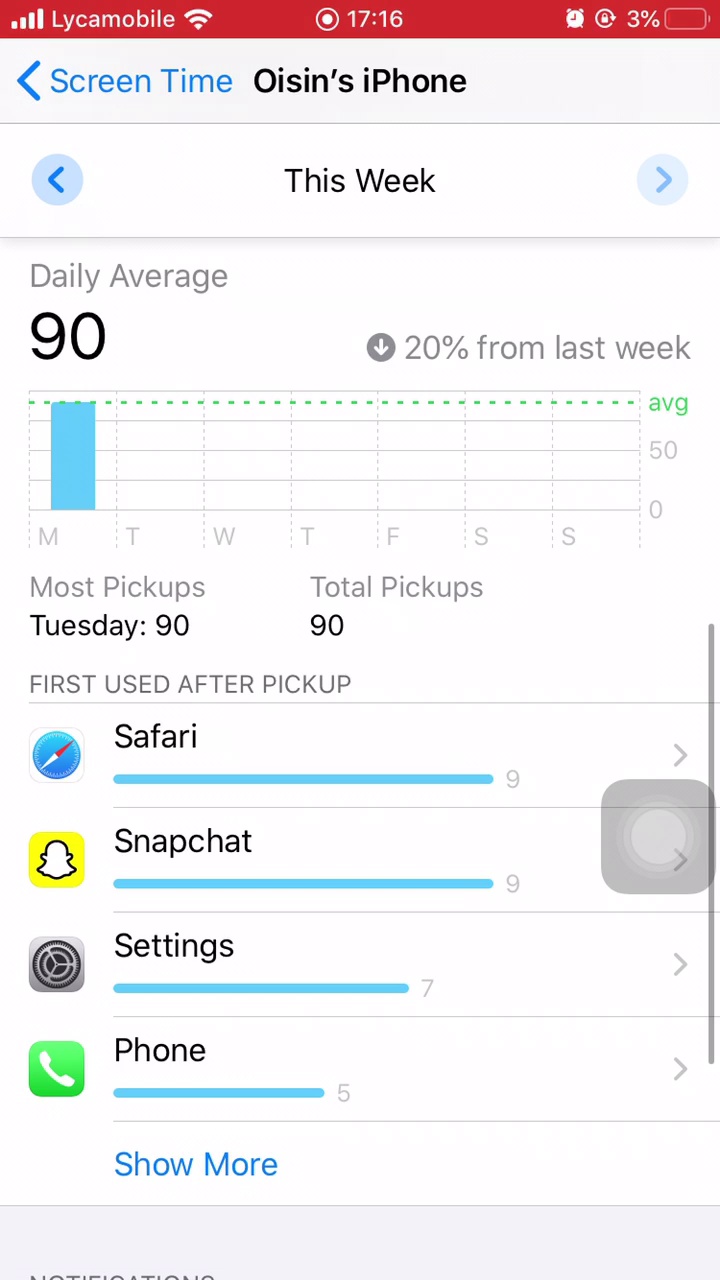 Lycamobile 17:16 3%
Screen Time Oisin's iPhone
This Week
Daily Average
90
20% from last week
avg
50
0
M T W T F S S
Most Pickups Total Pickups
Tuesday: 90 90
FIRST USED AFTER PICKUP
Safari
9
Snapchat
9
Settings
7
Phone
5
Show More
NOTIFICATIONS